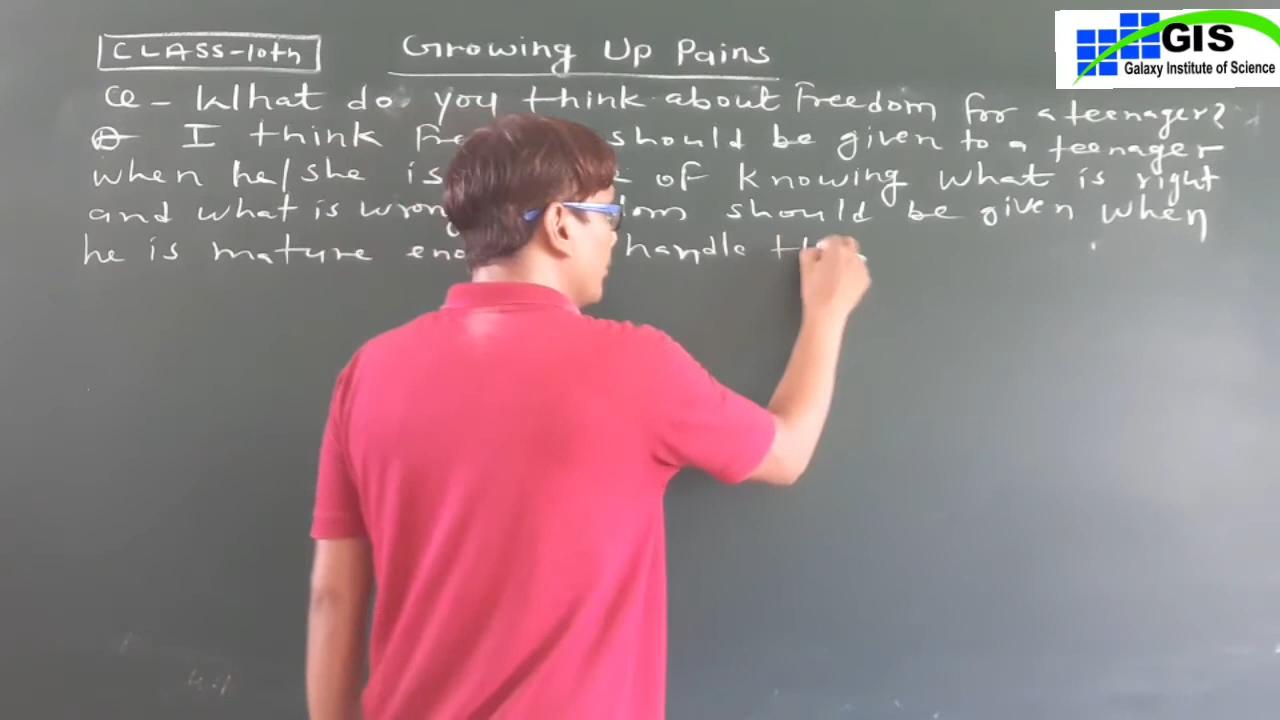 CLASS-10th Growing Up Pains
GIS
Galaxy Institute of Science
Q - What do you think about Freedom for a teenager?
I think should be given to a teenager
when he/she is of knowing what is right
and what is should be given when
he is mature handle